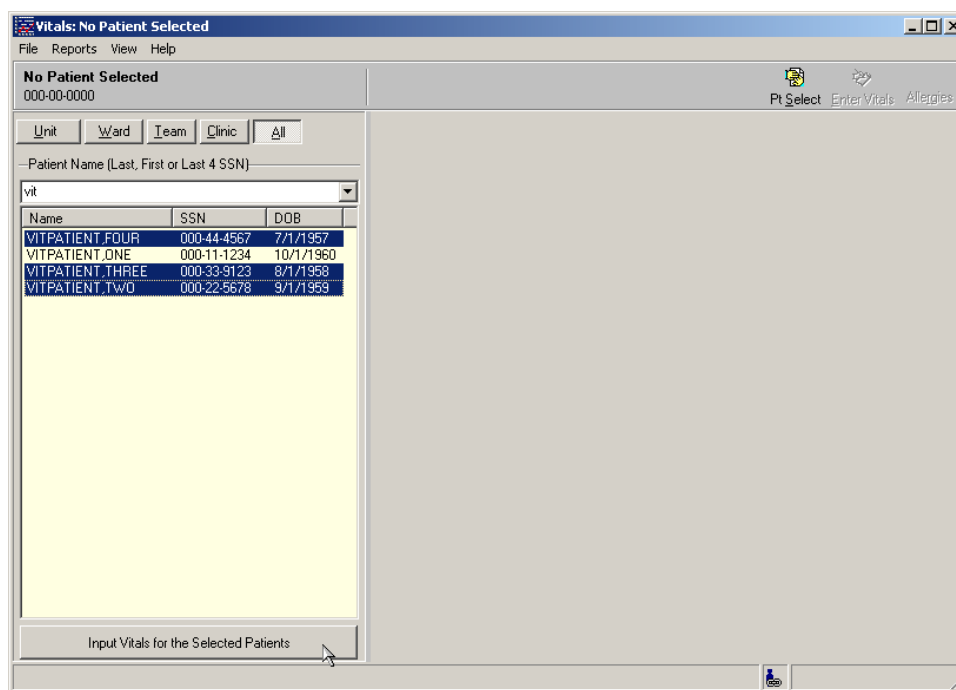 Vitals: No Patient Selected
File Reports View Help
No Patient Selected
000-00-0000
Pt Select Enter Vitals Allergies
Unit Ward Team Clinic All
Patient Name (Last, First or Last 4 SSN)
vit
Name SSN DOB
VITPATIENT,FOUR 000-44-4567 7/1/1957
VITPATIENT,ONE 000-11-1234 10/1/1960
VITPATIENT,THREE 000-33-9123 8/1/1958
VITPATIENT,TWO 000-22-5678 9/1/1959
Input Vitals for the Selected Patients